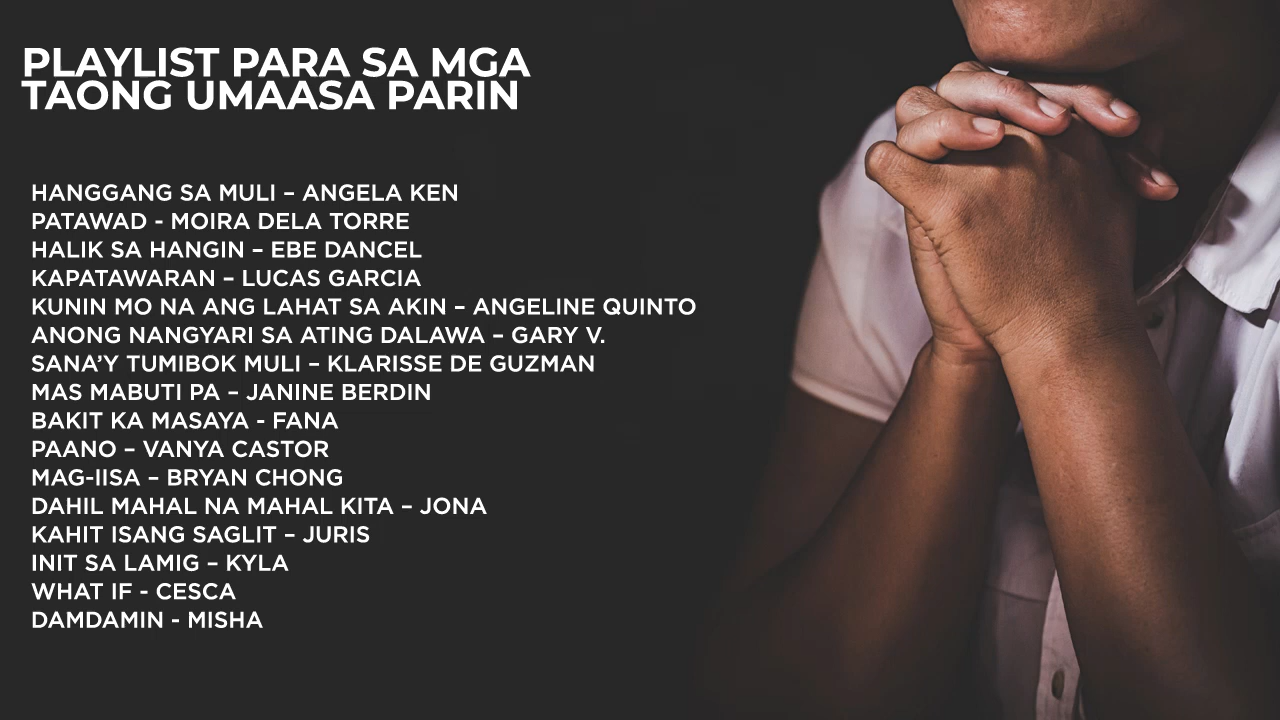 PLAYLIST PARA SA MGA
TAONG UMAASA PARIN
HANGGANG SA MULI – ANGELA KEN
PATAWAD - MOIRA DELA TORRE
HALIK SA HANGIN – EBE DANCEL
KAPATAWARAN – LUCAS GARCIA
KUNIN MO NA ANG LAHAT SA AKIN – ANGELINE QUINTO
ANONG NANGYARI SA ATING DALAWA – GARY V.
SANA’Y TUMIBOK MULI – KLARISSE DE GUZMAN
MAS MABUTI PA – JANINE BERDIN
BAKIT KA MASAYA - FANA
PAANO – VANYA CASTOR
MAG-IISA – BRYAN CHONG
DAHIL MAHAL NA MAHAL KITA – JONA
KAHIT ISANG SAGLIT – JURIS
INIT SA LAMIG – KYLA
WHAT IF - CESCA
DAMDAMIN - MISHA